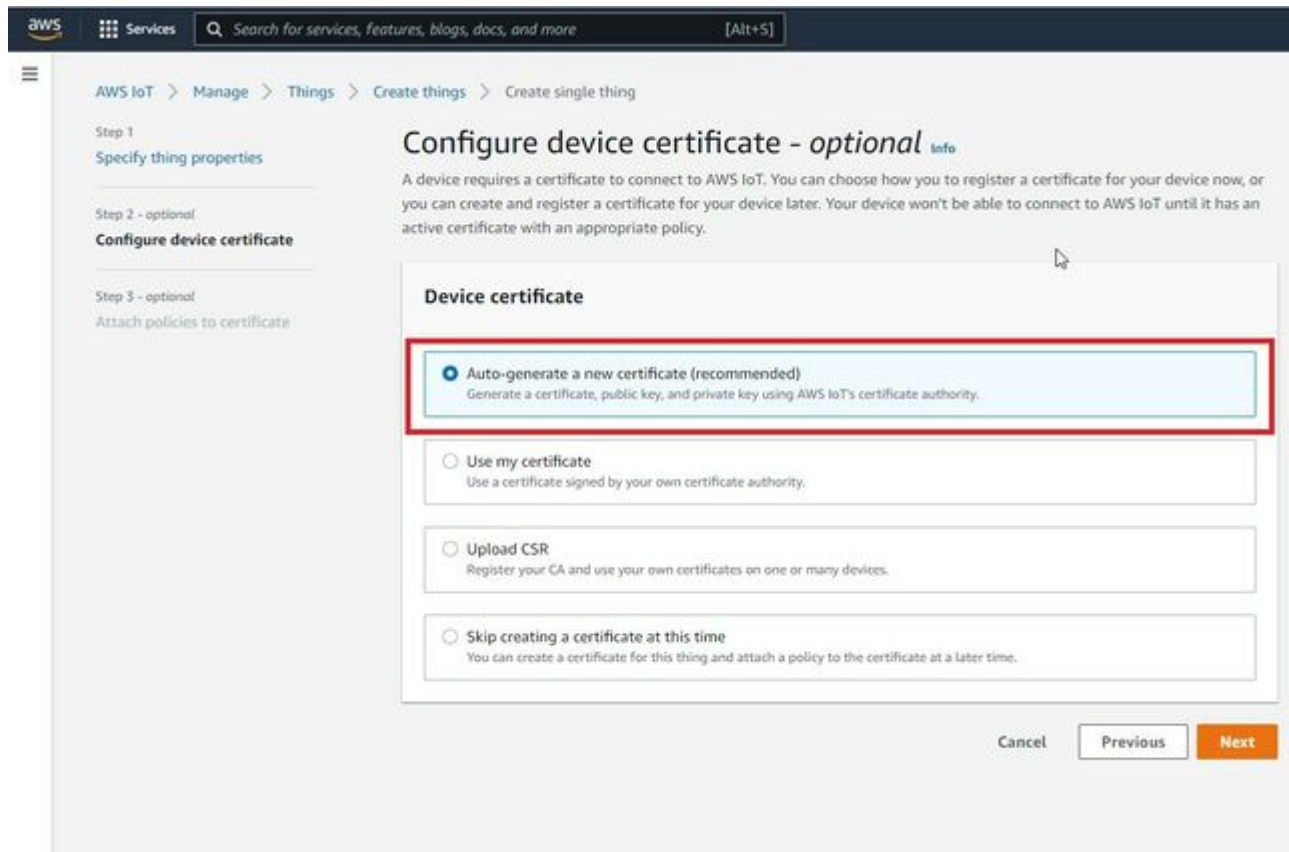 aws
Services
Search for services, features, blogs, docs, and more
[Alt+S]
AWS IoT > Manage > Things > Create things > Create single thing
Step 1
Specify thing properties
Step 2 - optional
Configure device certificate
Step 3 - optional
Attach policies to certificate
Configure device certificate - optional Info
A device requires a certificate to connect to AWS IoT. You can choose how you to register a certificate for your device now, or
you can create and register a certificate for your device later. Your device won't be able to connect to AWS IoT until it has an
active certificate with an appropriate policy.
Device certificate
Auto-generate a new certificate (recommended)
Generate a certificate, public key, and private key using AWS IoT's certificate authority.
Use my certificate
Use a certificate signed by your own certificate authority.
Upload CSR
Register your CA and use your own certificates on one or many devices.
Skip creating a certificate at this time
You can create a certificate for this thing and attach a policy to the certificate at a later time.
Cancel
Previous
Next